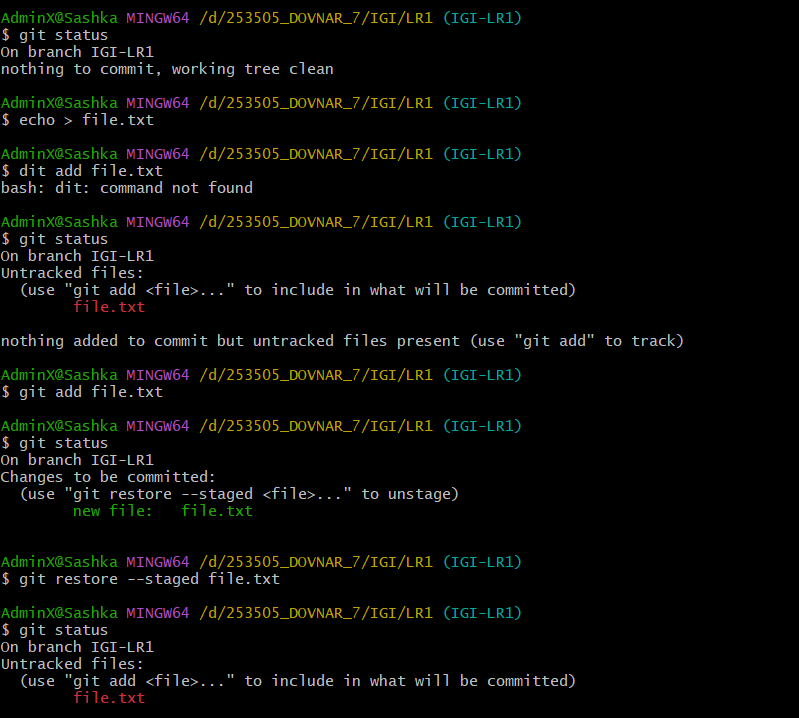 AdminX@Sashka MINGW64 /d/253505_DOVNAR_7/IGI/LR1 (IGI-LR1)
$ git status
On branch IGI-LR1
nothing to commit, working tree clean
AdminX@Sashka MINGW64 /d/253505_DOVNAR_7/IGI/LR1 (IGI-LR1)
$ echo > file.txt
AdminX@Sashka MINGW64 /d/253505_DOVNAR_7/IGI/LR1 (IGI-LR1)
$ dit add file.txt
bash: dit: command not found
AdminX@Sashka MINGW64 /d/253505_DOVNAR_7/IGI/LR1 (IGI-LR1)
$ git status
On branch IGI-LR1
Untracked files:
  (use "git add <file>..." to include in what will be committed)
        file.txt
nothing added to commit but untracked files present (use "git add" to track)
AdminX@Sashka MINGW64 /d/253505_DOVNAR_7/IGI/LR1 (IGI-LR1)
$ git add file.txt
AdminX@Sashka MINGW64 /d/253505_DOVNAR_7/IGI/LR1 (IGI-LR1)
$ git status
On branch IGI-LR1
Changes to be committed:
  (use "git restore --staged <file>..." to unstage)
        new file:   file.txt
AdminX@Sashka MINGW64 /d/253505_DOVNAR_7/IGI/LR1 (IGI-LR1)
$ git restore --staged file.txt
AdminX@Sashka MINGW64 /d/253505_DOVNAR_7/IGI/LR1 (IGI-LR1)
$ git status
On branch IGI-LR1
Untracked files:
  (use "git add <file>..." to include in what will be committed)
        file.txt